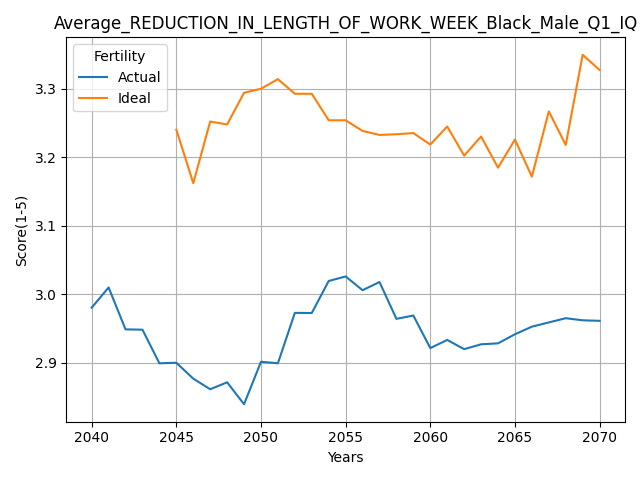 Average_REDUCTION_IN_LENGTH_OF_WORK_WEEK_Black_Male_Q1_IQ
Fertility
Actual
Ideal
3.3
3.2
3.1
3.0
2.9
Score(1-5)
2040 2045 2050 2055 2060 2065 2070
Years